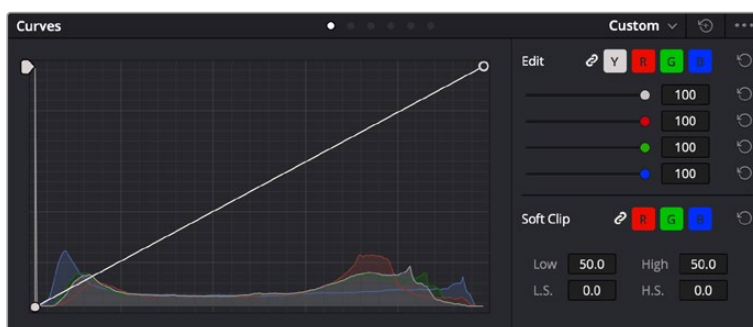 Curves
Custom
Edit Y R G B
100
100
100
100
Soft Clip R G B
Low 50.0 High 50.0
L.S. 0.0 H.S. 0.0